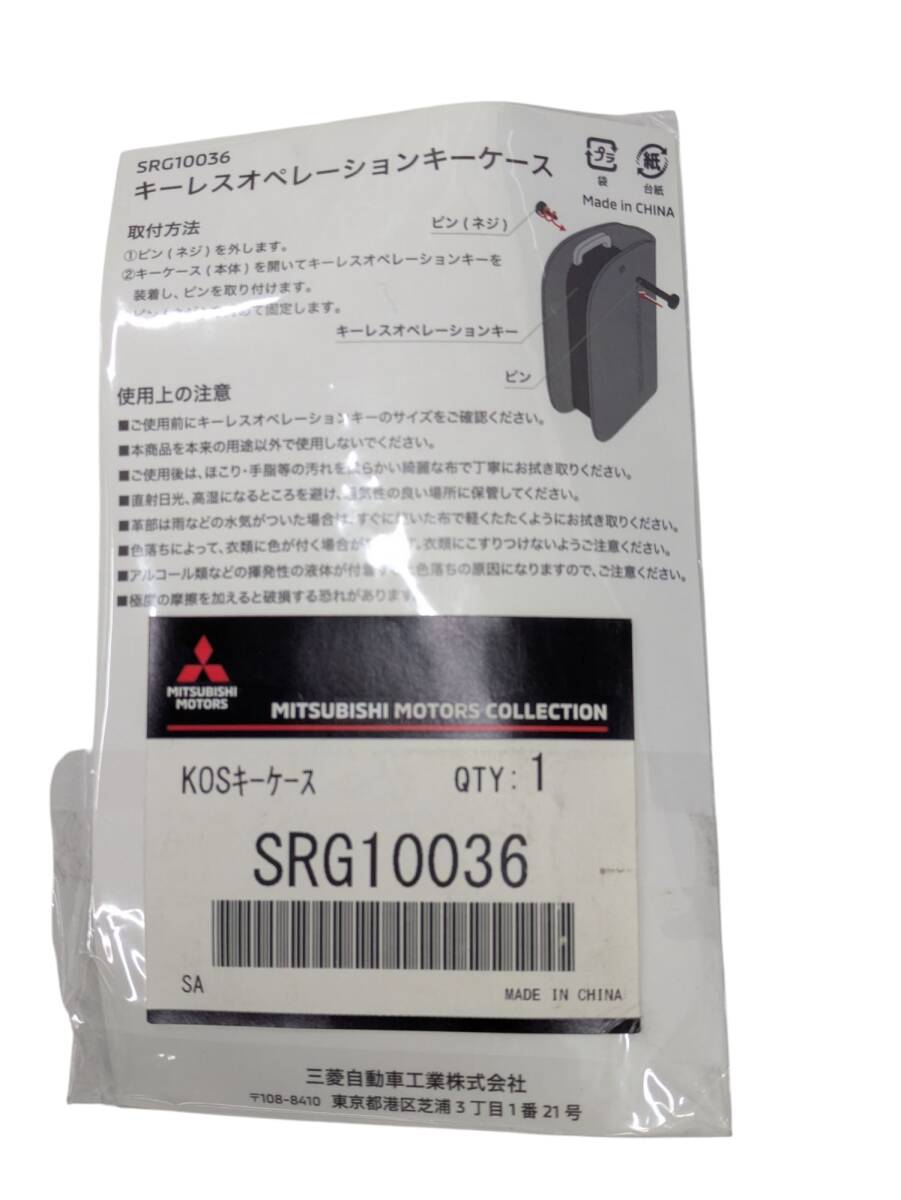 SRG10036
キーレスオペレーションキーケース
プラ
袋
紙
台紙
Made in CHINA
取付方法
①ピン(ネジ)を外します。
②キーケース(本体)を開いてキーレスオペレーションキーを
装着し、ピンを取り付けます。
て固定します。
ピン(ネジ)
キーレスオペレーションキー
ピン
使用上の注意
■ご使用前にキーレスオペレーションキーのサイズをご確認ください。
■本商品を本来の用途以外で使用しないでください。
■ご使用後は、ほこり・手脂等の汚れを柔らかい綺麗な布で丁寧にお拭き取りください。
■直射日光、高湿になるところを避け、通気性の良い場所に保管してください。
■革部は雨などの水気がついた場合は、すぐに乾いた布で軽くたたくようにお拭き取りください。
■色落ちによって、衣類に色が付く場合が 衣類にこすりつけないようご注意ください。
■アルコール類などの揮発性の液体が付着 色落ちの原因になりますので、ご注意ください。
■極度の摩擦を加えると破損する恐れがあります。
MITSUBISHI
MOTORS
MITSUBISHI MOTORS COLLECTION
KOSキーケース QTY: 1
SRG10036
SA
MADE IN CHINA
三菱自動車工業株式会社
〒108-8410 東京都港区芝浦3丁目1番21号